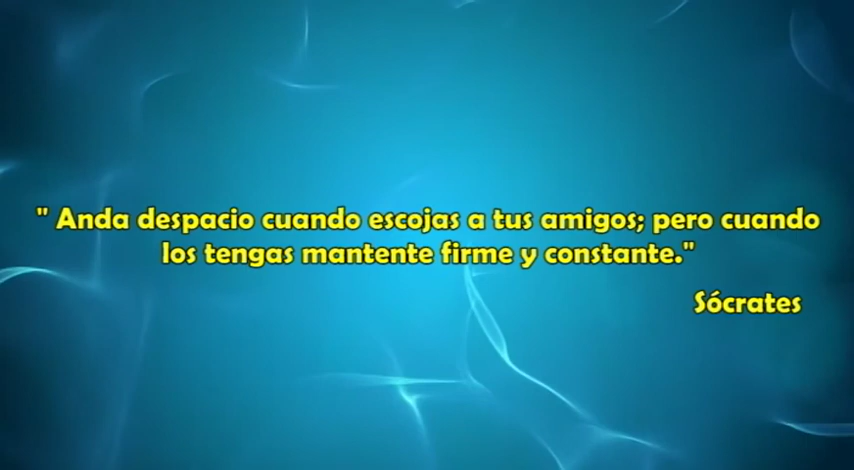 " Anda despacio cuando escojas a tus amigos; pero cuando
los tengas mantente firme y constante."
Sócrates